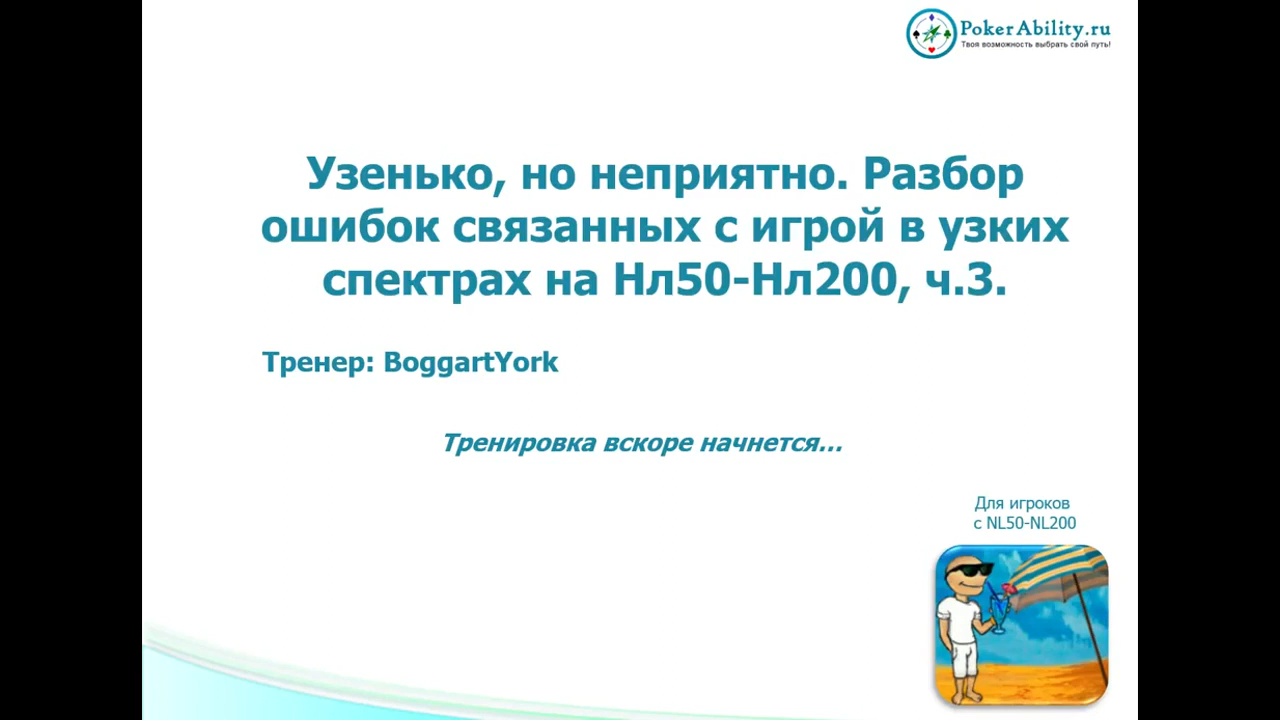 PokerAbility.ru
Твоя возможность выбрать свой путь!
Узенько, но неприятно. Разбор
ошибок связанных с игрой в узких
спектрах на Нл50-Нл200, ч.3.
Тренер: BoggartYork
Тренировка вскоре начнется...
Для игроков
с NL50-NL200